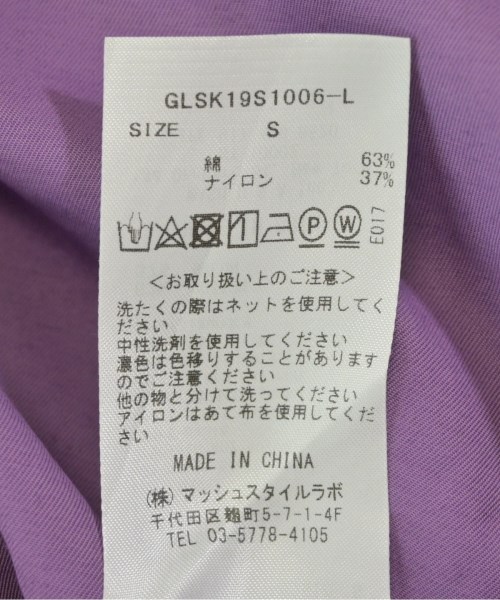 GLSK19S1006-L
SIZE S
綿 63%
ナイロン 37%
P W E017
<お取り扱い上のご注意>
洗たくの際はネットを使用してく
ださい
中性洗剤を使用してください
濃色は色移りすることがあります
のでご注意ください
他の物と分けて洗ってください
アイロンはあて布を使用してくだ
さい
MADE IN CHINA
(株)マッシュスタイルラボ
千代田区麹町5-7-1-4F
TEL 03-5778-4105